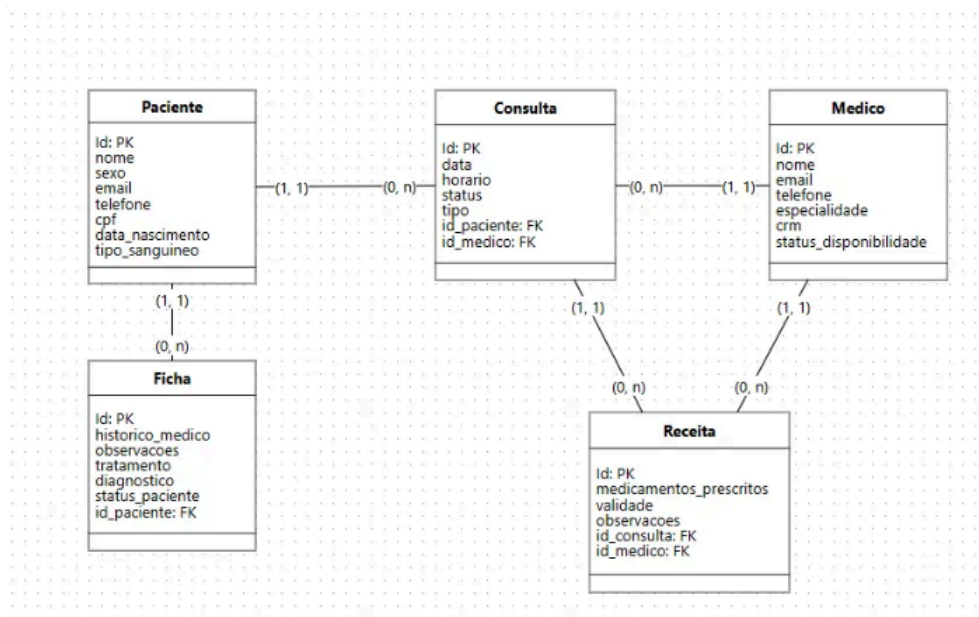 Paciente
Id: PK
nome
sexo
email
telefone
cpf
data_nascimento
tipo_sanguineo
(1, 1)
(0, n)
Consulta
Id: PK
data
horario
status
tipo
id_paciente: FK
id_medico: FK
(0, n)
(1, 1)
Medico
Id: PK
nome
email
telefone
especialidade
crm
status_disponibilidade
(1, 1)
(0, n)
Ficha
Id: PK
historico_medico
observacoes
tratamento
diagnostico
status_paciente
id_paciente: FK
(1, 1)
(0, n)
(1, 1)
(0, n)
Receita
Id: PK
medicamentos_prescritos
validade
observacoes
id_consulta: FK
id_medico: FK